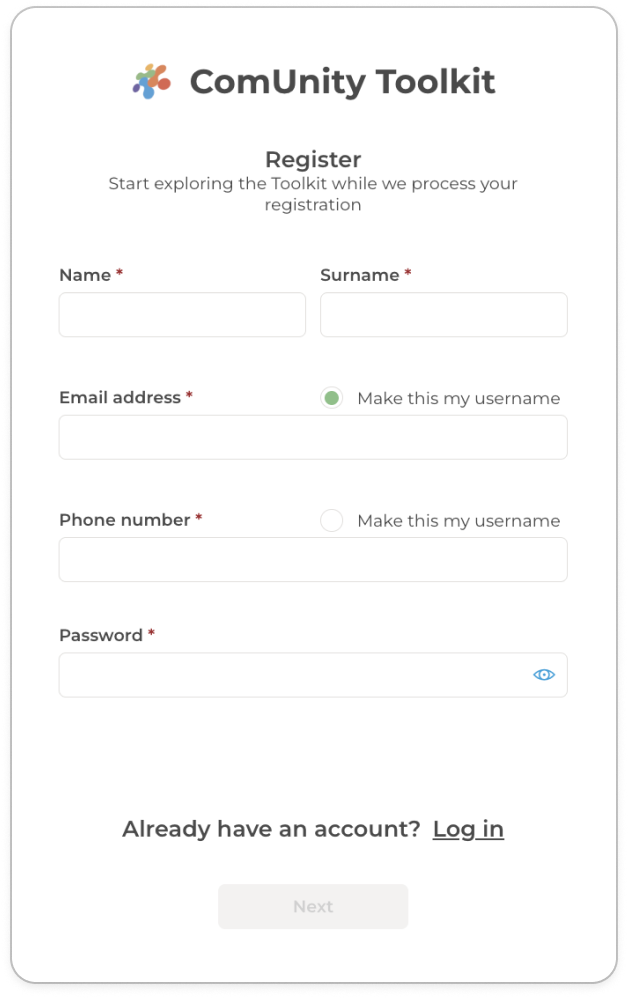 ComUnity Toolkit
Register
Start exploring the Toolkit while we process your
registration
Name * Surname *
Email address * Make this my username
Phone number * Make this my username
Password *
Already have an account? Log in
Next